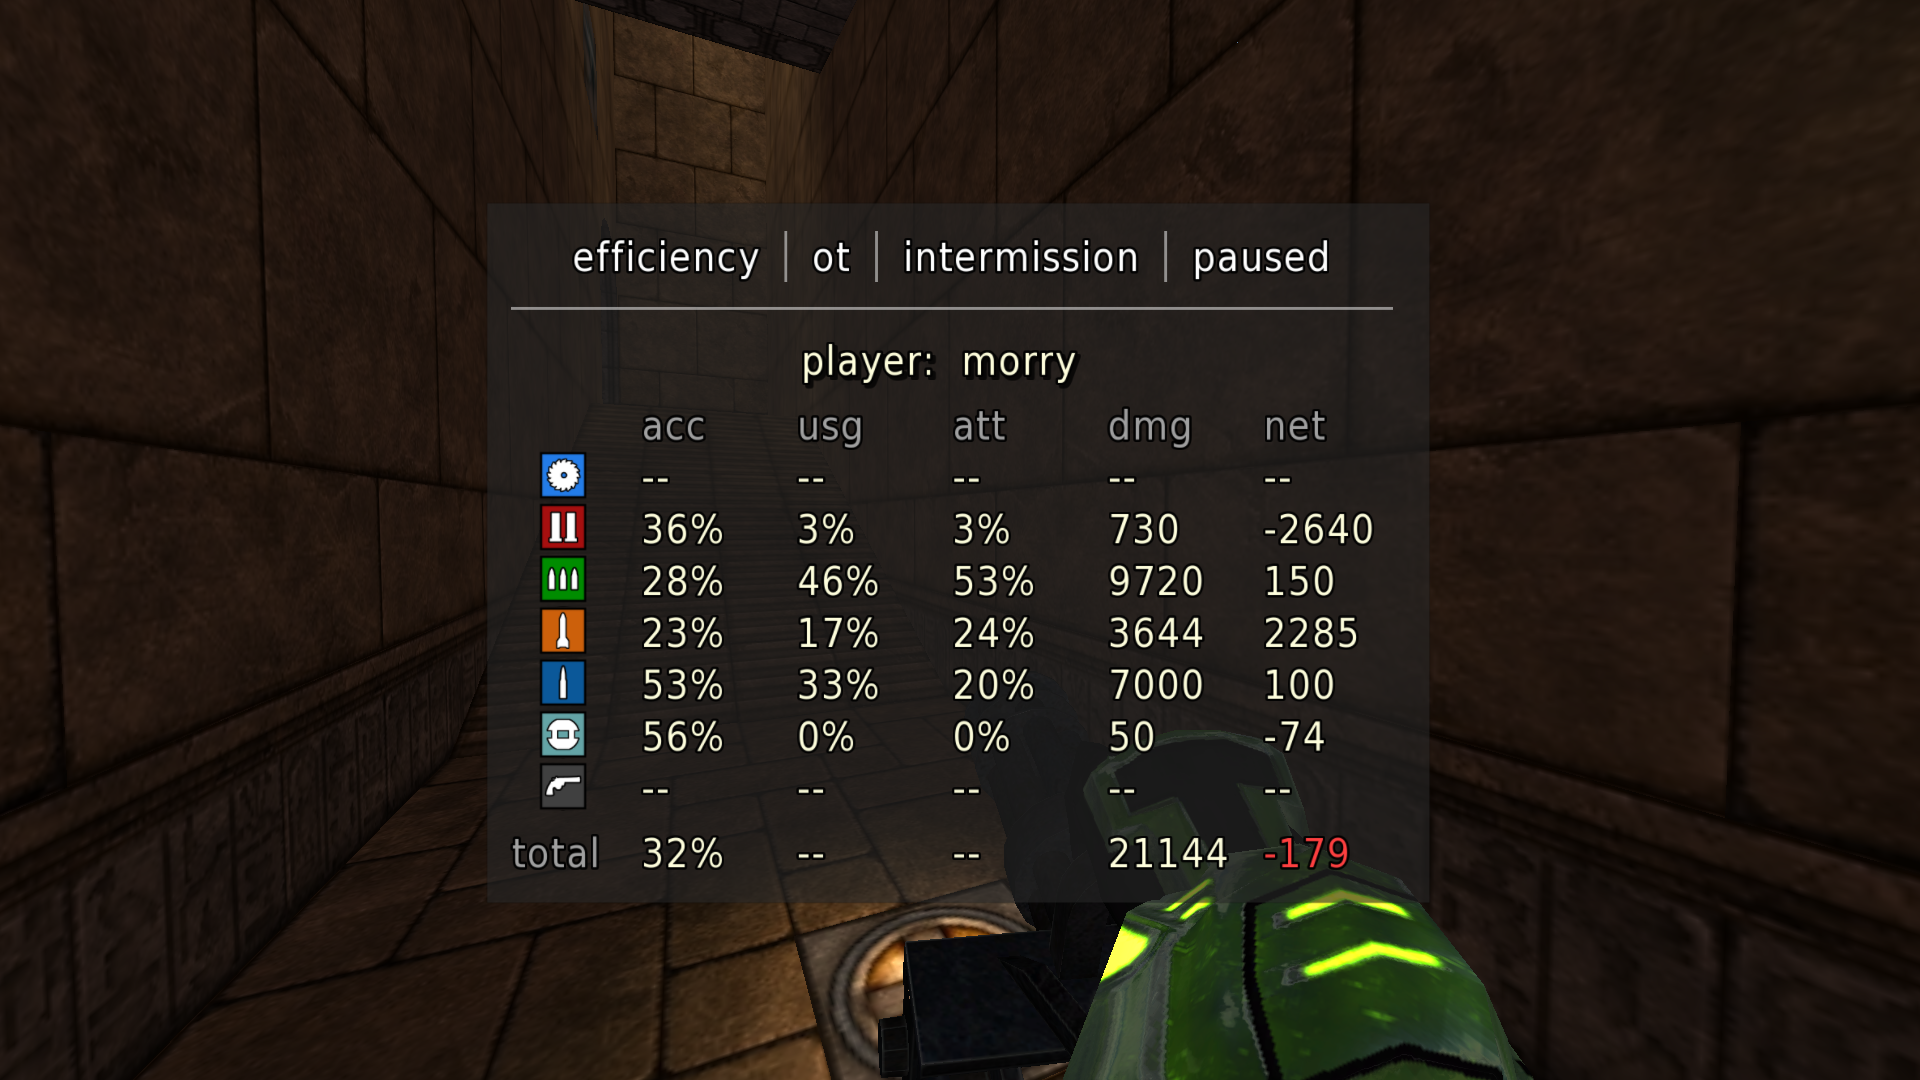 efficiency | ot | intermission | paused
player: morry
acc usg att dmg net
-- -- -- -- --
36% 3% 3% 730 -2640
28% 46% 53% 9720 150
23% 17% 24% 3644 2285
53% 33% 20% 7000 100
56% 0% 0% 50 -74
-- -- -- -- --
total 32% -- -- 21144 -179